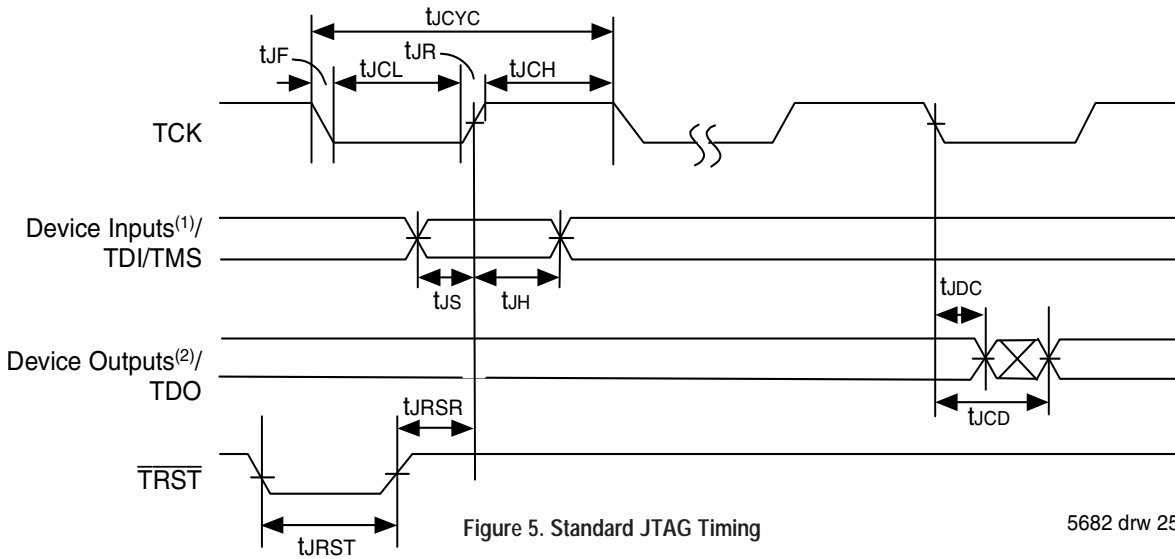 tJCYC
tJF
tJR
tJCL
tJCH
TCK
Device Inputs(1)/
TDI/TMS
tJS
tJH
tJDC
Device Outputs(2)/
TDO
tJRSR
tJCD
TRST
tJRST
Figure 5. Standard JTAG Timing
5682 drw 25